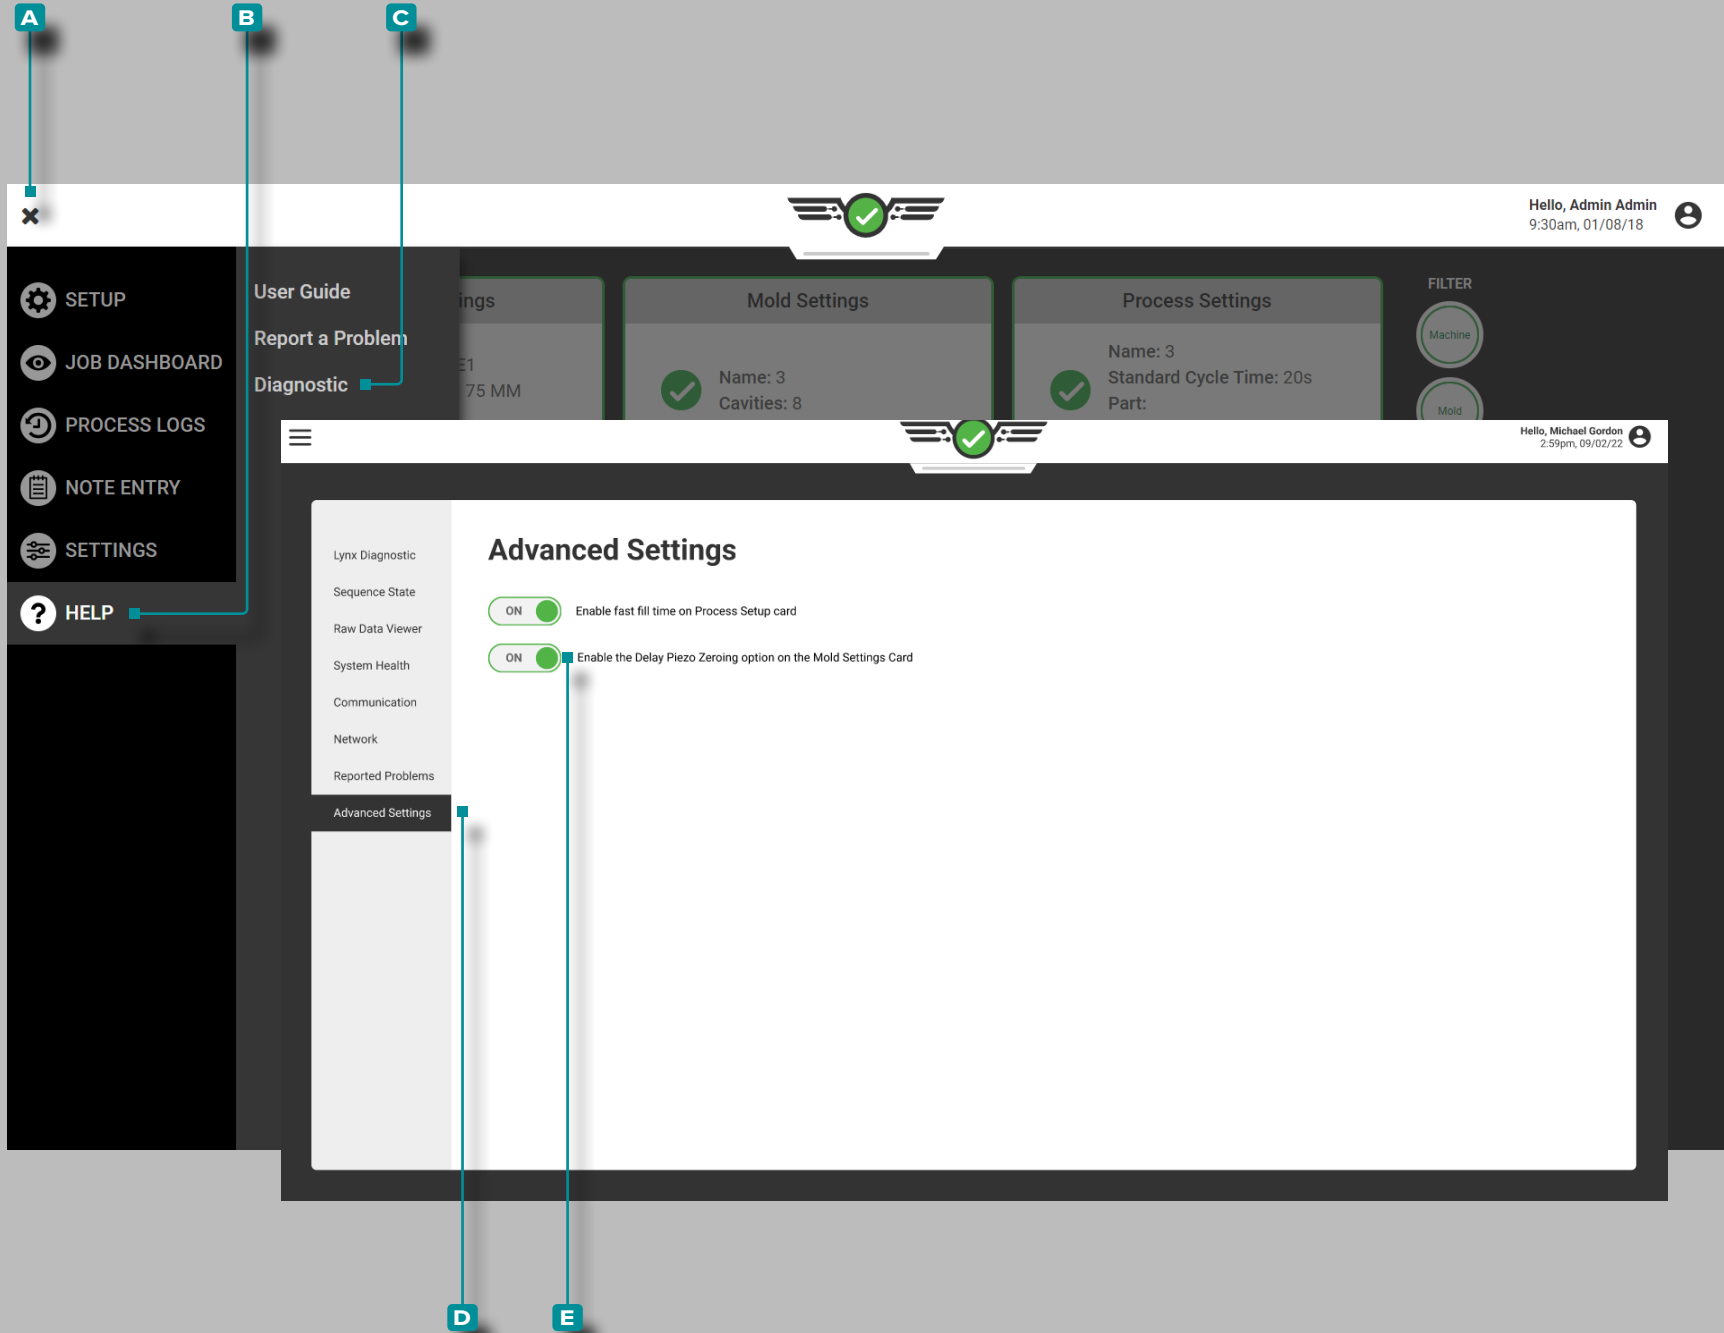 A
B
C
Hello, Admin Admin
9:30am, 01/08/18
SETUP
JOB DASHBOARD
PROCESS LOGS
NOTE ENTRY
SETTINGS
? HELP
User Guide
Report a Problem
Diagnostic
ings
E1
75 MM
Mold Settings
Name: 3
Cavities: 8
Process Settings
Name: 3
Standard Cycle Time: 20s
Part:
FILTER
Machine
Mold
Hello, Michael Gordon
2:59pm, 09/02/22
Lynx Diagnostic
Sequence State
Raw Data Viewer
System Health
Communication
Network
Reported Problems
Advanced Settings
Advanced Settings
ON Enable fast fill time on Process Setup card
ON Enable the Delay Piezo Zeroing option on the Mold Settings Card
D
E